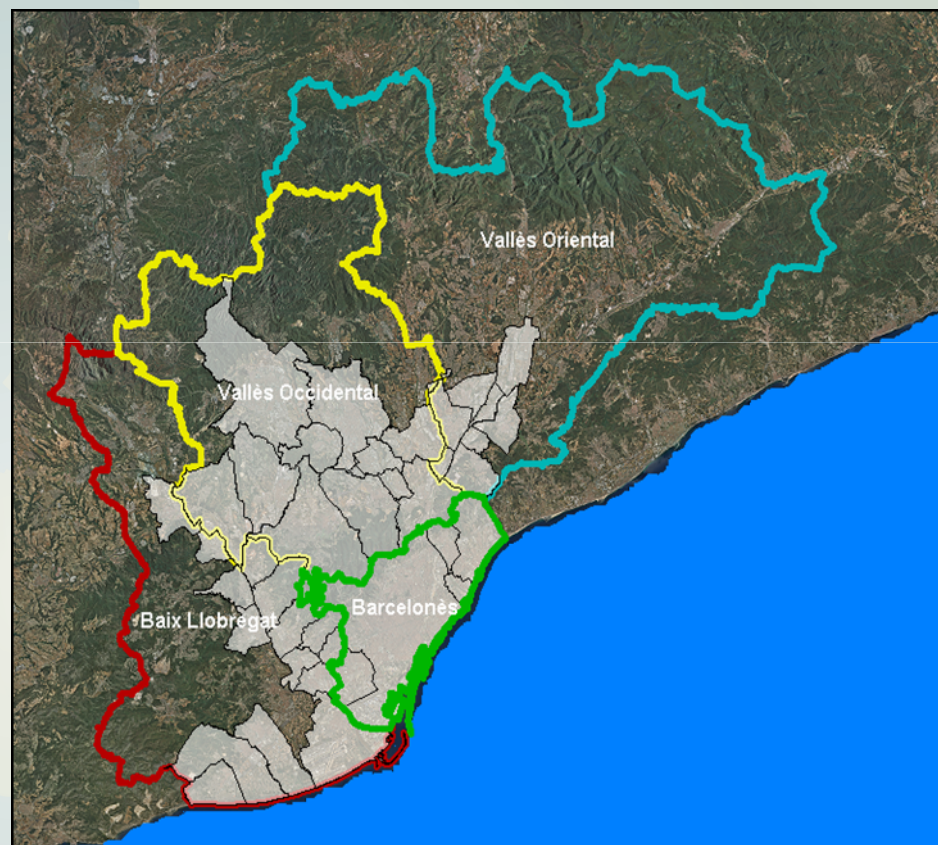 Vallès Oriental
Vallès Occidental
Baix Llobregat
Barcelonès